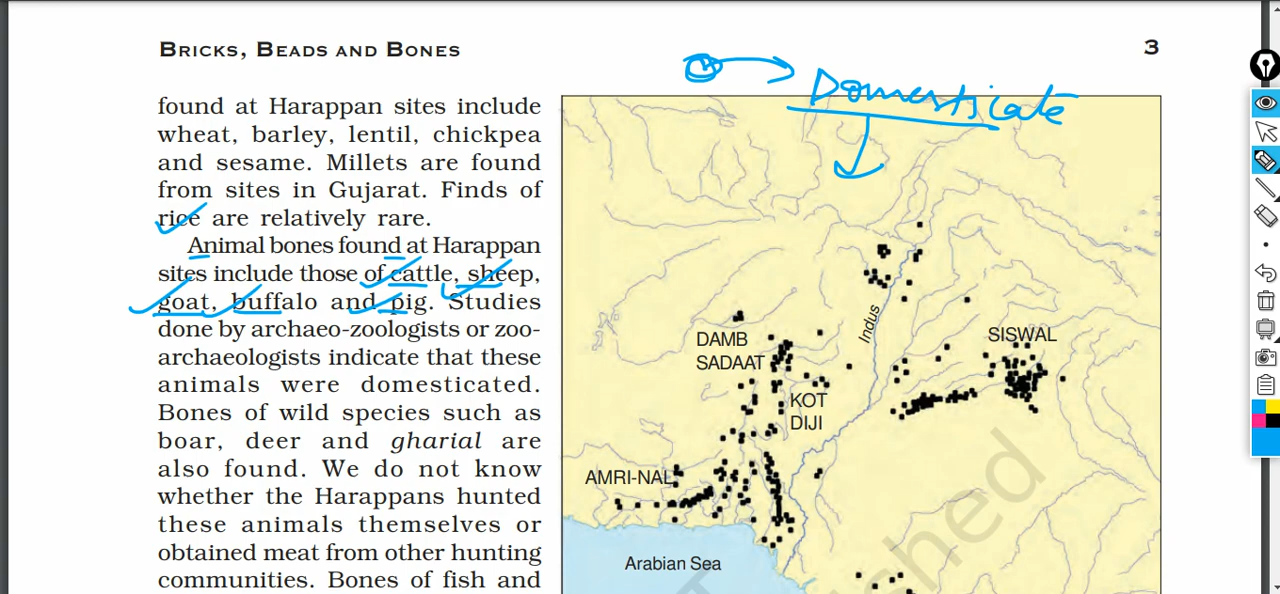 BRICKS, BEADS AND BONES
3
Domesticate
found at Harappan sites include
wheat, barley, lentil, chickpea
and sesame. Millets are found
from sites in Gujarat. Finds of
rice are relatively rare.
Animal bones found at Harappan
sites include those of cattle, sheep,
goat, buffalo and pig. Studies
done by archaeo-zoologists or zoo-
archaeologists indicate that these
animals were domesticated.
Bones of wild species such as
boar, deer and gharial are
also found. We do not know
whether the Harappans hunted
these animals themselves or
obtained meat from other hunting
communities. Bones of fish and
Indus
SISWAL
DAMB
SADAAT
KOT
DIJI
AMRI-NAL
Arabian Sea
shed